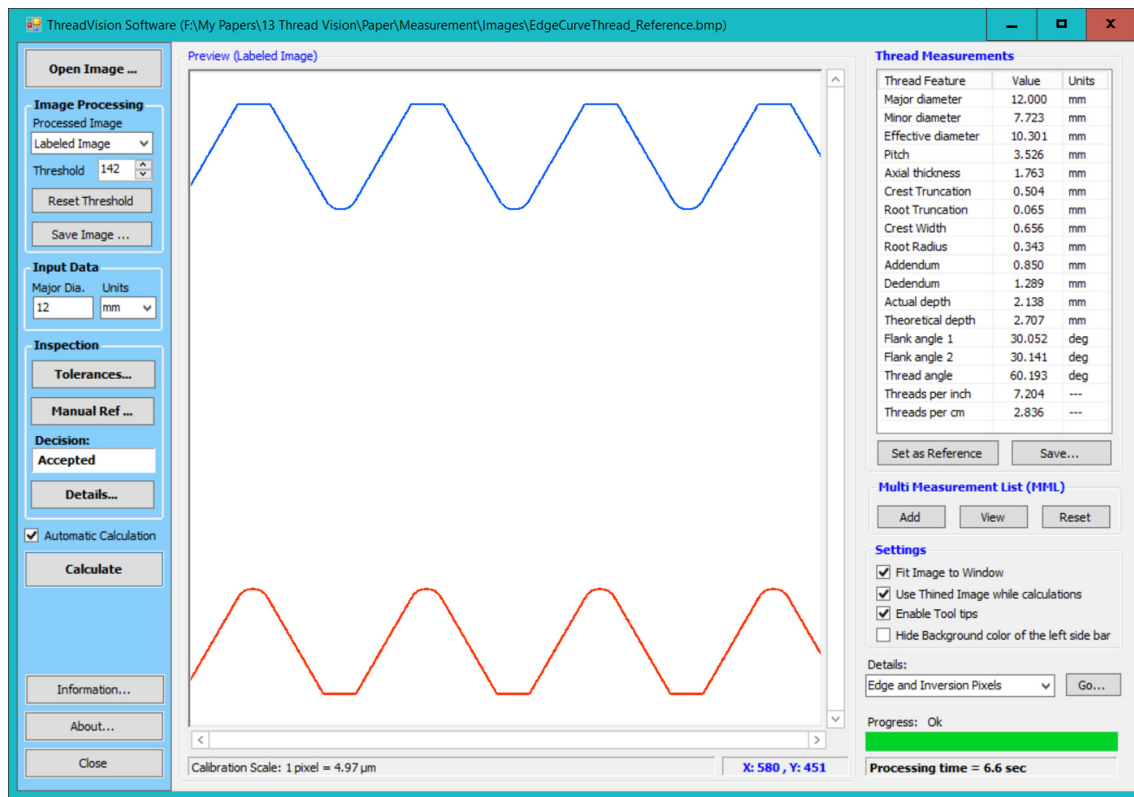 ThreadVision Software (F:\My Papers\13 Thread Vision\Paper\Measurement\Images\EdgeCurveThread_Reference.bmp)
Open Image ...
Image Processing
Processed Image
Labeled Image
Threshold 142
Reset Threshold
Save Image ...
Input Data
Major Dia. Units
12 mm
Inspection
Tolerances...
Manual Ref ...
Decision:
Accepted
Details...
Automatic Calculation
Calculate
Information...
About...
Close
Preview (Labeled Image)
Calibration Scale: 1 pixel = 4.97 µm
X: 580 , Y: 451
Thread Measurements
Thread Feature Value Units
Major diameter 12.000 mm
Minor diameter 7.723 mm
Effective diameter 10.301 mm
Pitch 3.526 mm
Axial thickness 1.763 mm
Crest Truncation 0.504 mm
Root Truncation 0.065 mm
Crest Width 0.656 mm
Root Radius 0.343 mm
Addendum 0.850 mm
Dedendum 1.289 mm
Actual depth 2.138 mm
Theoretical depth 2.707 mm
Flank angle 1 30.052 deg
Flank angle 2 30.141 deg
Thread angle 60.193 deg
Threads per inch 7.204 ---
Threads per cm 2.836 ---
Set as Reference Save...
Multi Measurement List (MML)
Add View Reset
Settings
Fit Image to Window
Use Thined Image while calculations
Enable Tool tips
Hide Background color of the left side bar
Details:
Edge and Inversion Pixels Go...
Progress: Ok
Processing time = 6.6 sec